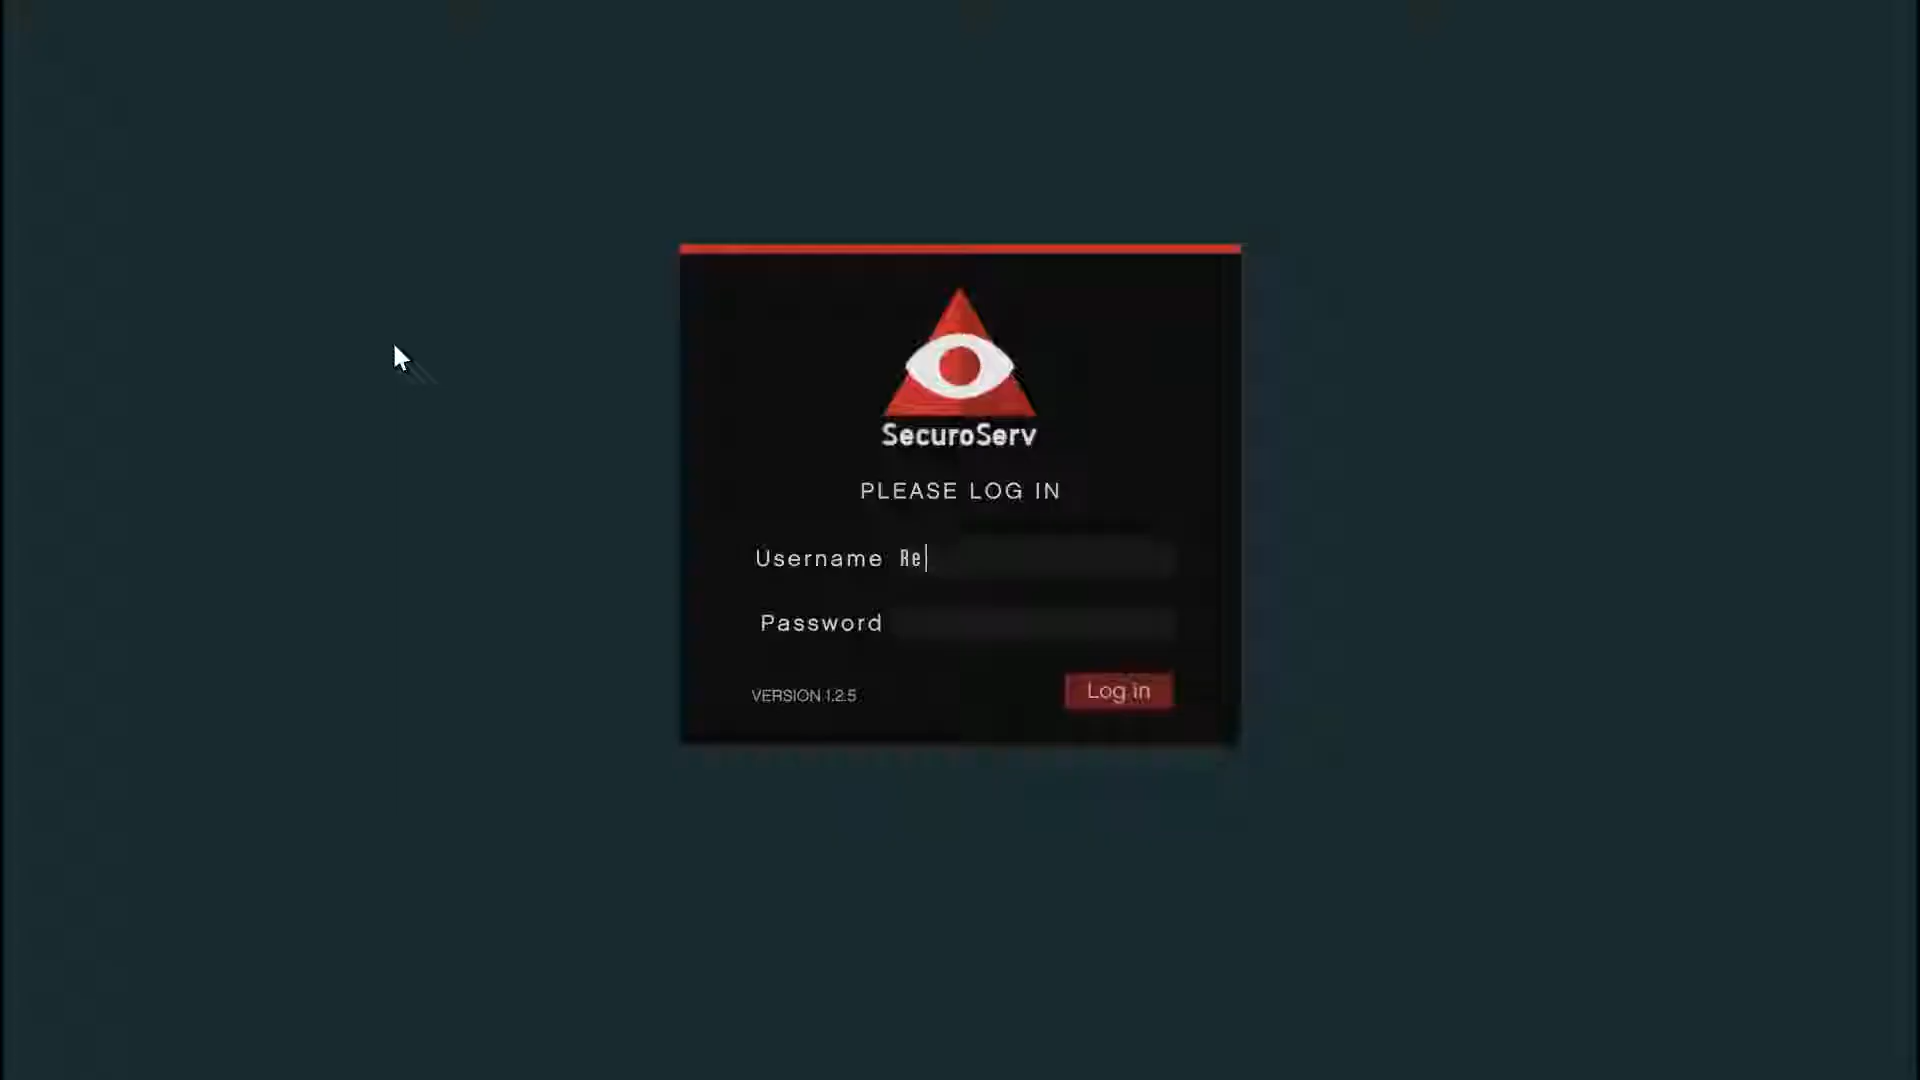 SecuroServ
PLEASE LOG IN
Username Re
Password
VERSION 1.2.5
Log in